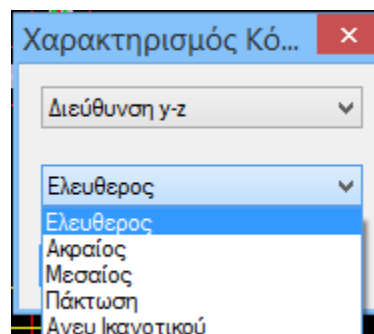 Χαρακτηρισμός Κό...
Διεύθυνση y-z
Ελευθερος
Ελευθερος
Ακραίος
Μεσαίος
Πάκτωση
Ανευ Ικανοτικού